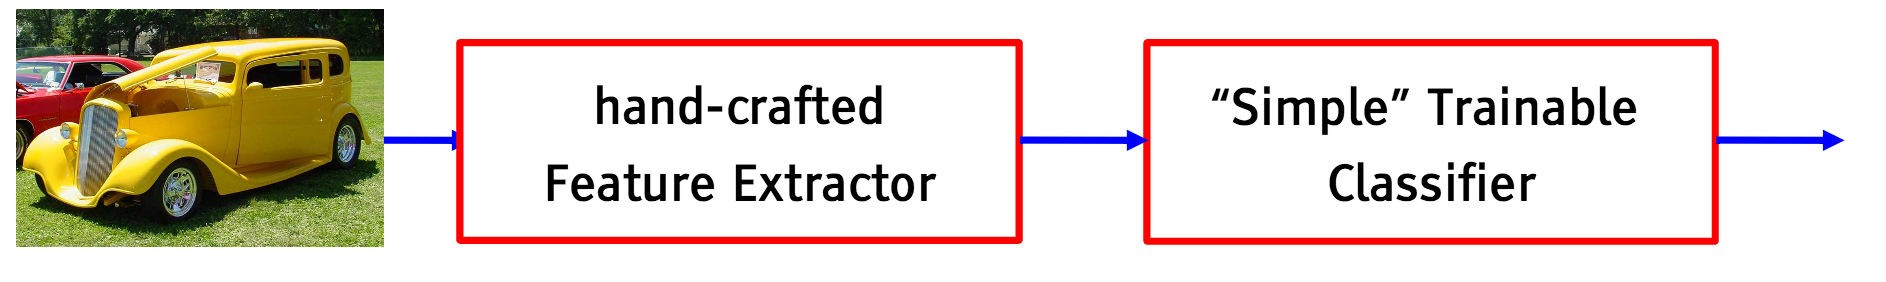 hand-crafted
Feature Extractor
“Simple” Trainable
Classifier